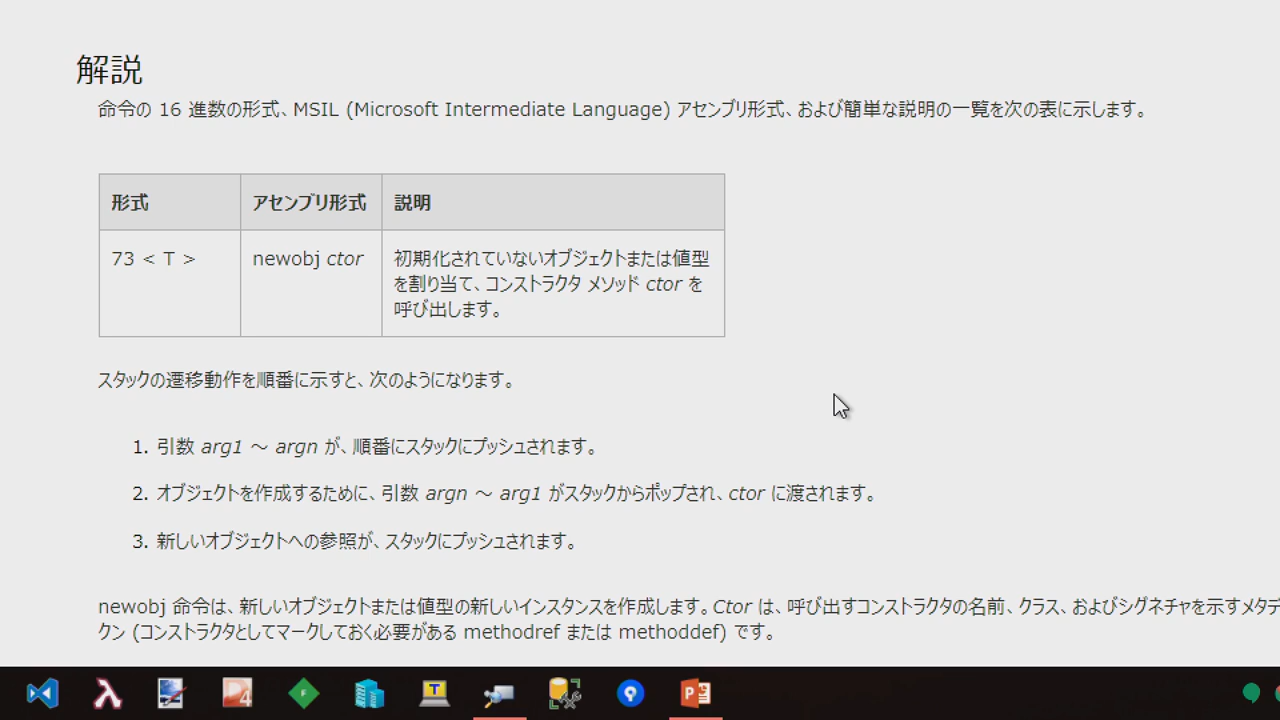 解説
命令の 16 進数の形式、MSIL (Microsoft Intermediate Language) アセンブリ形式、および簡単な説明の一覧を次の表に示します。
形式 アセンブリ形式 説明
73 < T > newobj ctor 初期化されていないオブジェクトまたは値型
を割り当て、コンストラクタ メソッド ctor を
呼び出します。
スタックの遷移動作を順番に示すと、次のようになります。
1. 引数 arg1 ～ argn が、順番にスタックにプッシュされます。
2. オブジェクトを作成するために、引数 argn ～ arg1 がスタックからポップされ、ctor に渡されます。
3. 新しいオブジェクトへの参照が、スタックにプッシュされます。
newobj 命令は、新しいオブジェクトまたは値型の新しいインスタンスを作成します。Ctor は、呼び出すコンストラクタの名前、クラス、およびシグネチャを示すメタデ
クン (コンストラクタとしてマークしておく必要がある methodref または methoddef) です。